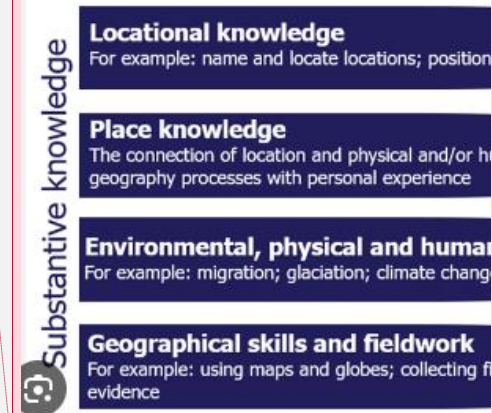 Substantive knowledge
Locational knowledge
For example: name and locate locations; position
Place knowledge
The connection of location and physical and/or
geography processes with personal experience
Environmental, physical and
For example: migration; glaciation; climate
Geographical skills and fieldwork
For example: using maps and globes; collecting
evidence